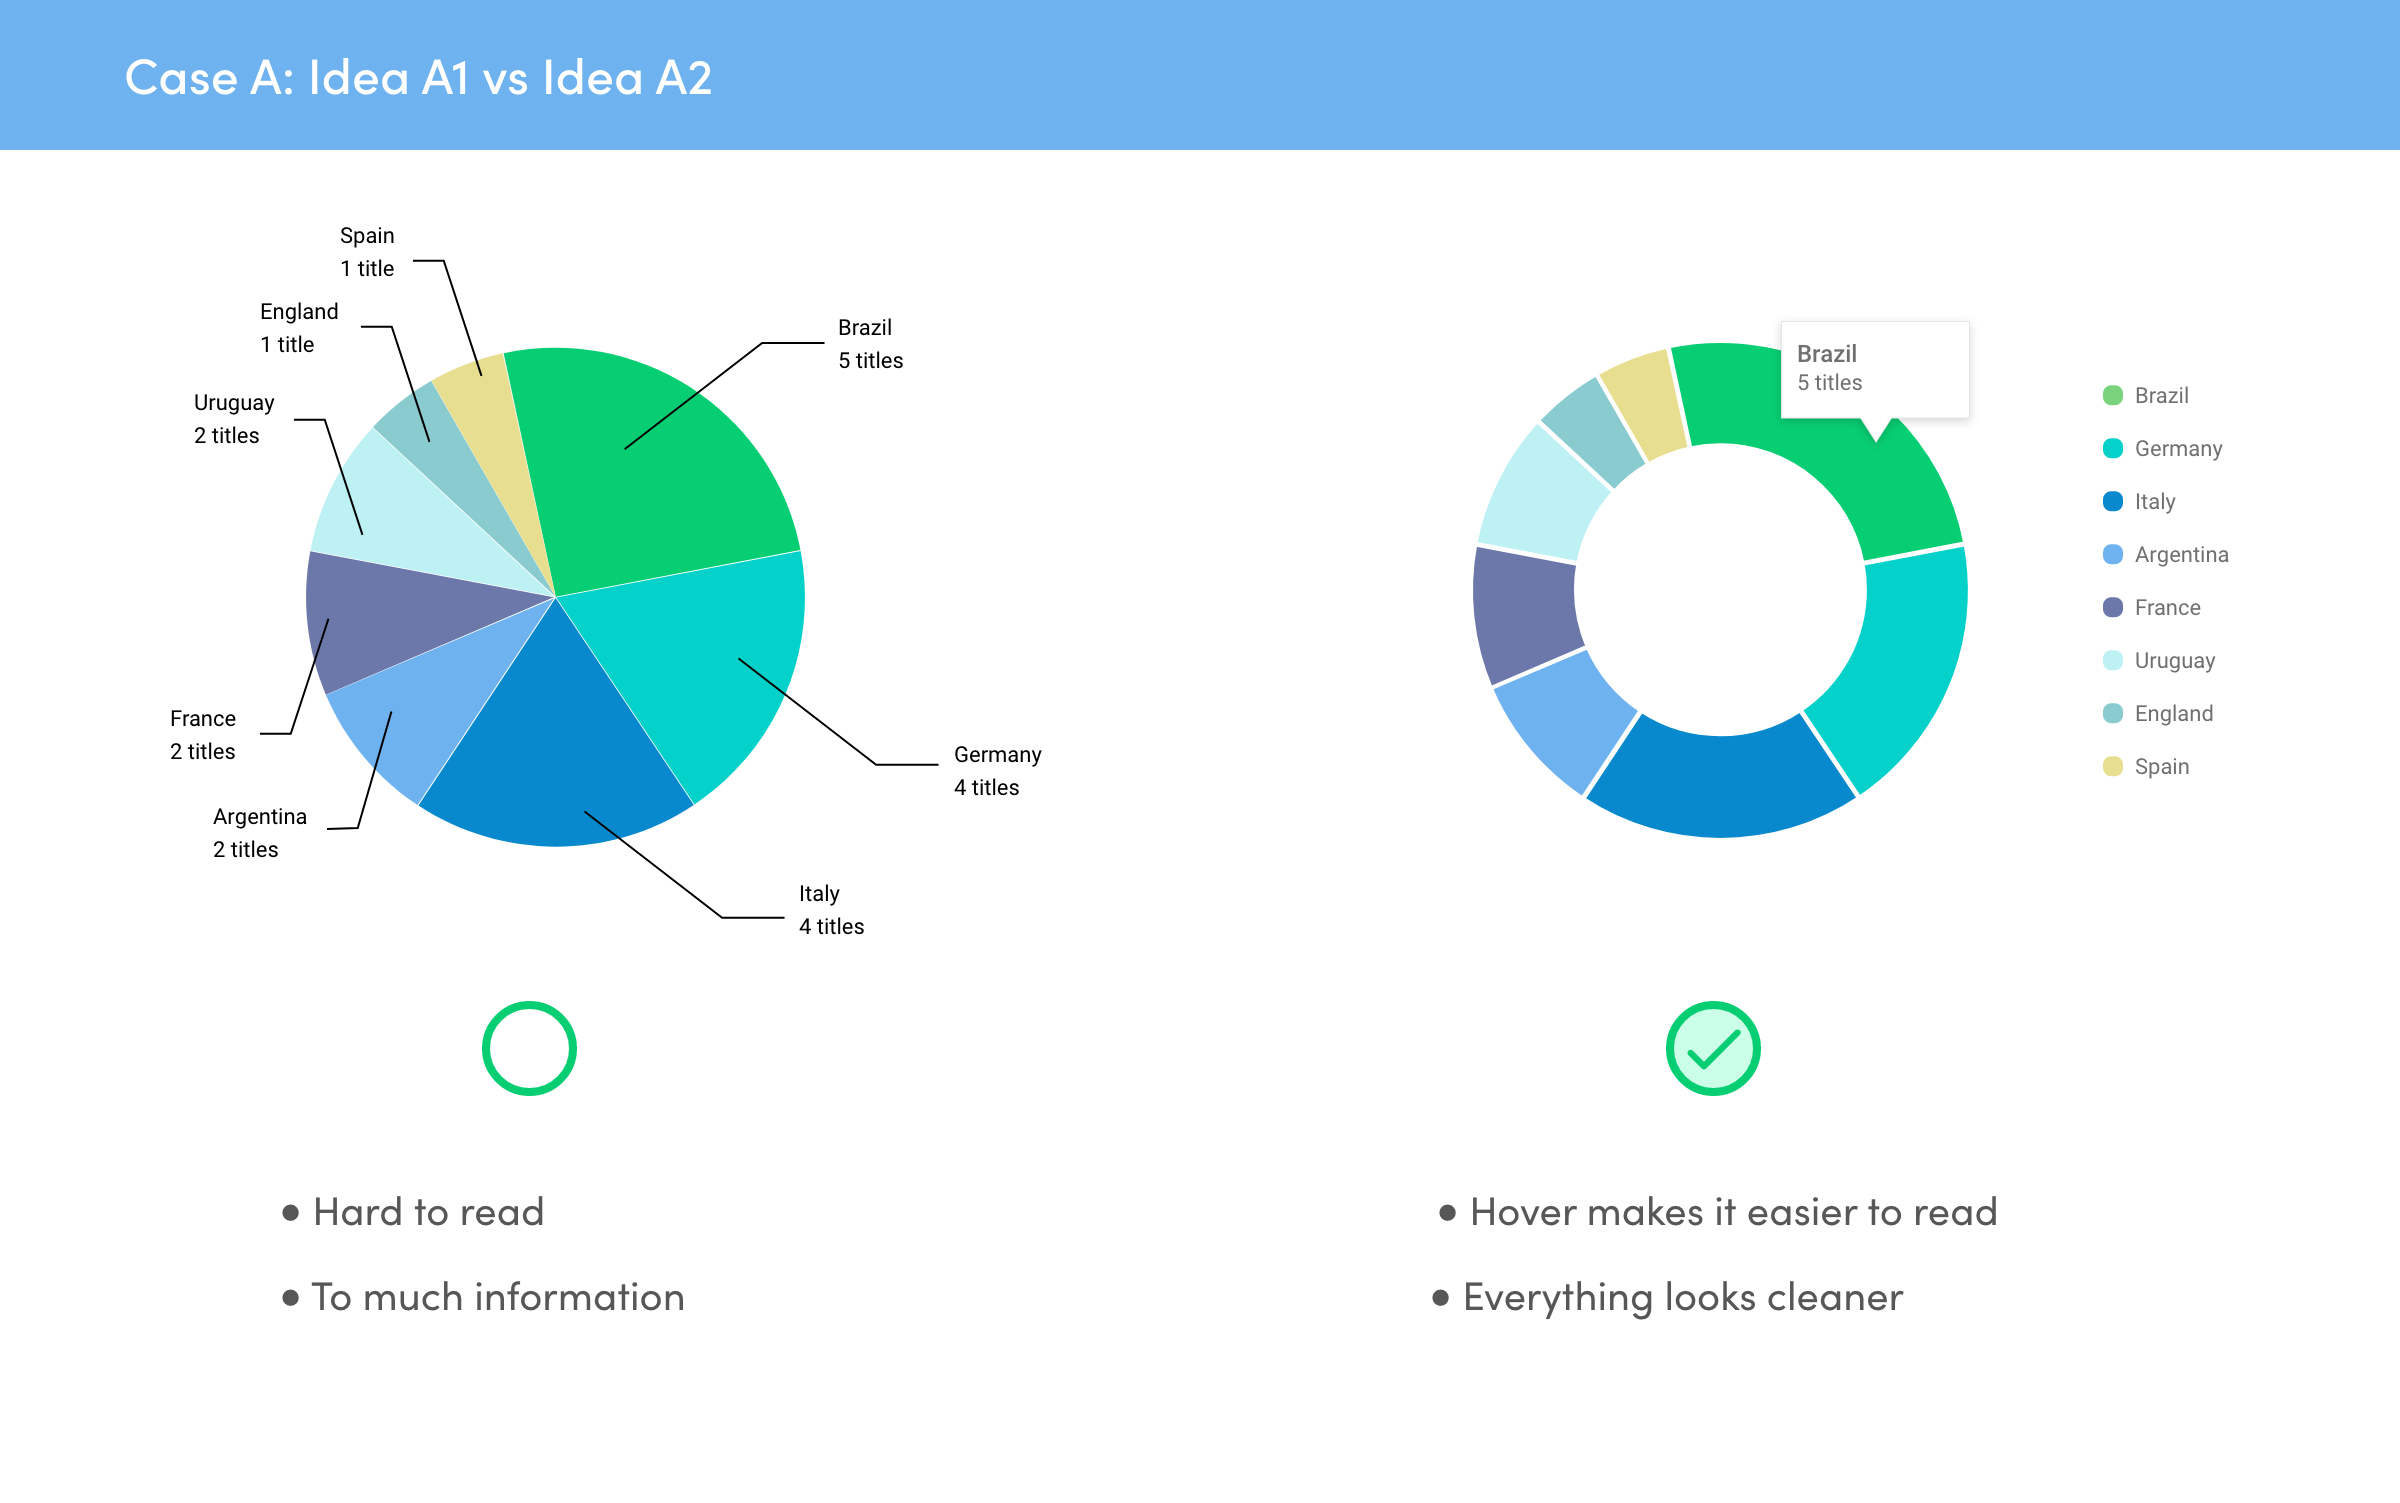 Case A: Idea A1 vs Idea A2
Spain
1 title
England
1 title
Uruguay
2 titles
Brazil
5 titles
France
2 titles
Argentina
2 titles
Germany
4 titles
Italy
4 titles
Brazil
5 titles
Brazil
Germany
Italy
Argentina
France
Uruguay
England
Spain
• Hard to read
• To much information
• Hover makes it easier to read
• Everything looks cleaner